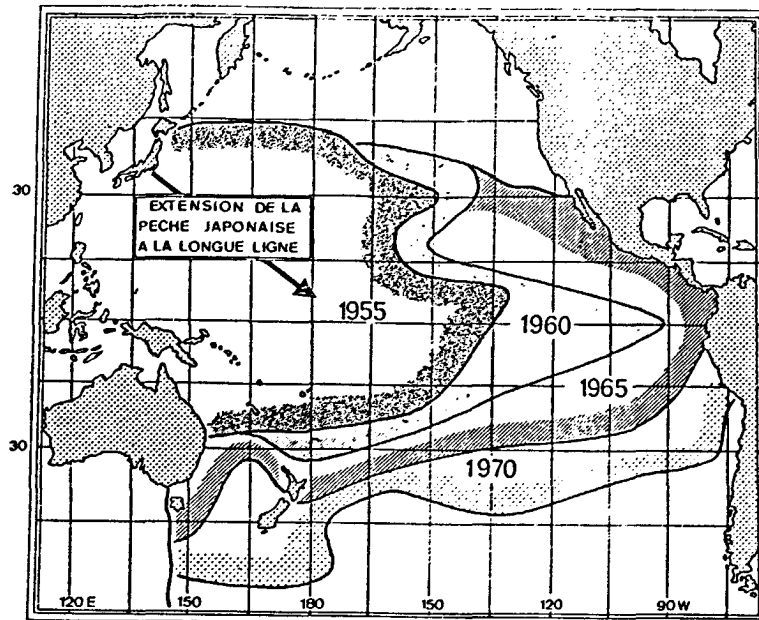 30
EXTENSION DE LA
PECHE JAPONAISE
A LA LONGUE LIGNE
1955
1960
1965
30
1970
120 E
150
180
150
120
90 W